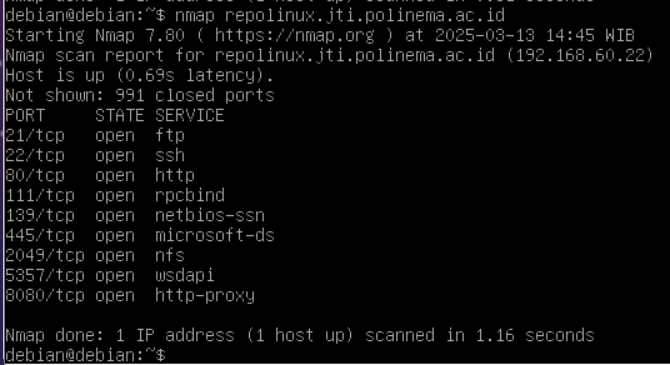 debian@debian:~$ nmap repolinux.jti.polinema.ac.id
Starting Nmap 7.80 ( https://nmap.org ) at 2025-03-13 14:45 WIB
Nmap scan report for repolinux.jti.polinema.ac.id (192.168.60.22)
Host is up (0.69s latency).
Not shown: 991 closed ports
PORT     STATE SERVICE
21/tcp   open  ftp
22/tcp   open  ssh
80/tcp   open  http
111/tcp  open  rpcbind
139/tcp  open  netbios-ssn
445/tcp  open  microsoft-ds
2049/tcp open  nfs
5357/tcp open  wsdapi
8080/tcp open  http-proxy
Nmap done: 1 IP address (1 host up) scanned in 1.16 seconds
debian@debian:~$